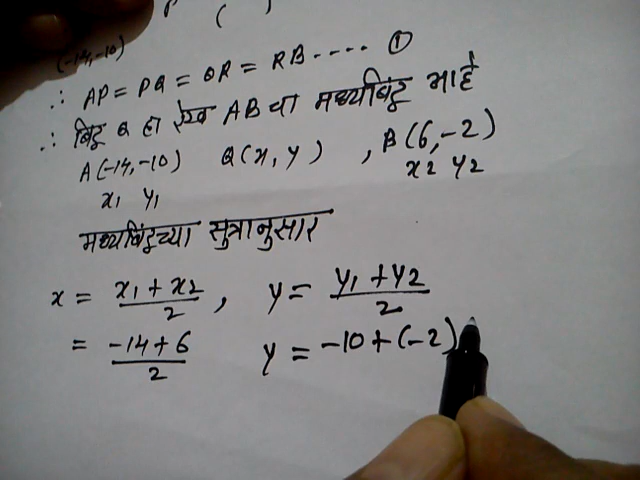 (-14,-10)
∴ AP = PQ = QR = RB ---- ①
∴ बिंदू Q हा रेख AB चा मध्यबिंदू आहे
A(-14,-10) Q(x, y) , B(6,-2)
x₁ y₁ x₂ y₂
मध्यबिंदूच्या सुत्रानुसार
x = x₁ + x₂ / 2 , y = y₁ + y₂ / 2
= -14+6 / 2 y = -10+(-2)